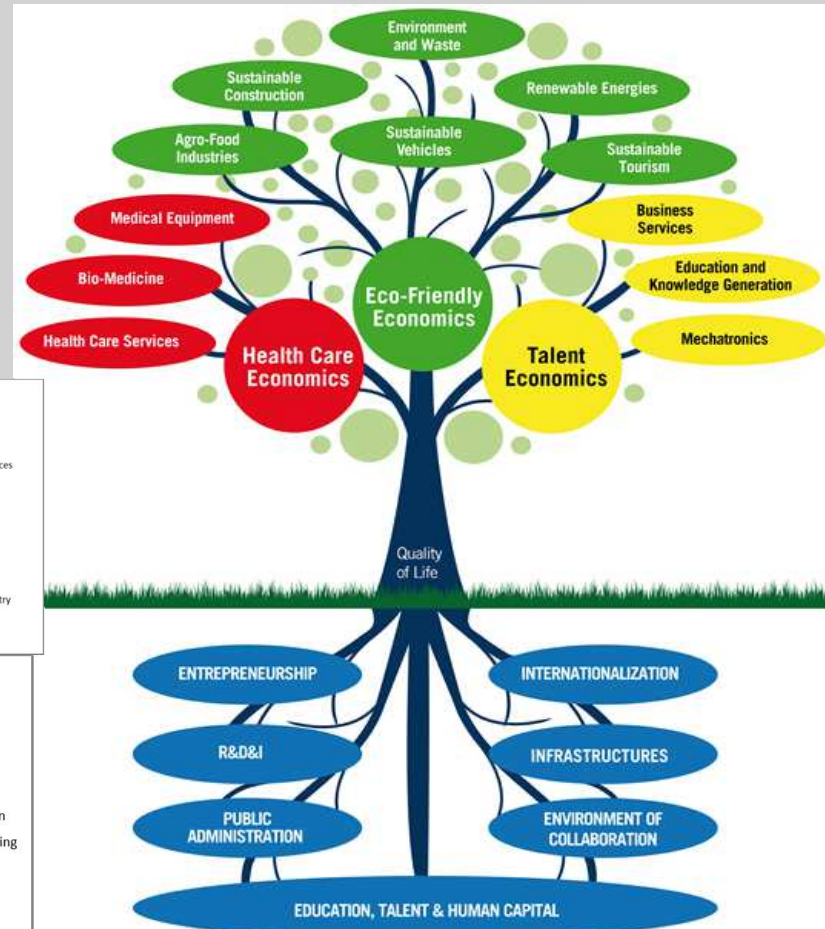 Environment
and Waste
Sustainable
Construction
Renewable Energies
Agro-Food
Industries
Sustainable
Vehicles
Sustainable
Tourism
Medical Equipment
Business
Services
Bio-Medicine
Eco-Friendly
Economics
Education and
Knowledge Generation
Health Care Services
Health Care
Economics
Talent
Economics
Mechatronics
Quality
of Life
ENTREPRENEURSHIP
INTERNATIONALIZATION
R&D&I
INFRASTRUCTURES
PUBLIC
ADMINISTRATION
ENVIRONMENT OF
COLLABORATION
EDUCATION, TALENT & HUMAN CAPITAL